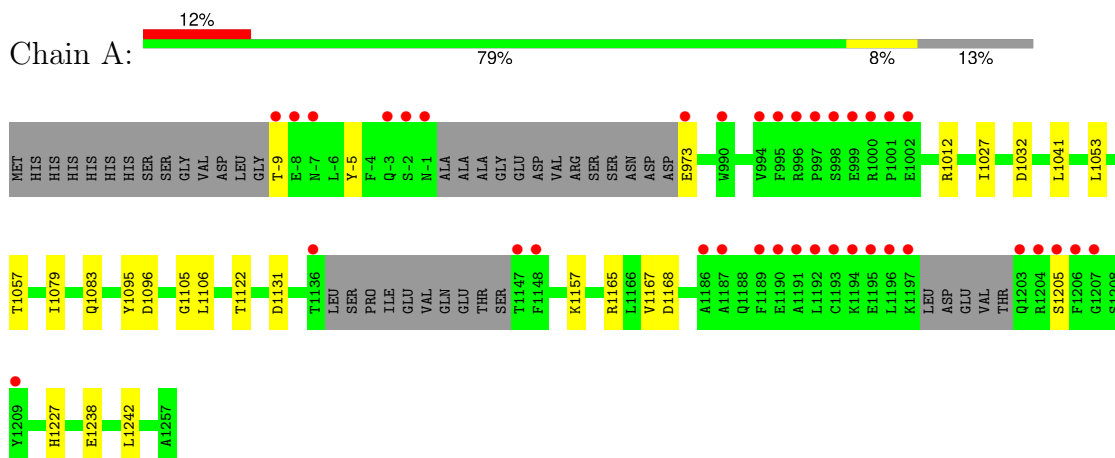 12%
Chain A:
79% 8% 13%
MET HIS HIS HIS HIS HIS HIS SER SER GLY VAL ASP LEU GLY T-9 E-8 N-7 L-6 Y-5 F-4 Q-3 S-2 N-1 ALA ALA ALA GLY GLU ASP VAL ARG SER SER ASN ASP ASP E973 W990 V994 F995 R996 P997 S998 E999 R1000 P1001 E1002 R1012 I1027 D1032 L1041 L1053
T1057 I1079 Q1083 Y1095 D1096 G1105 L1106 T1122 D1131 T1136 LEU SER PRO ILE GLU VAL GLN GLU THR SER T1147 F1148 K1157 R1165 L1166 V1167 D1168 A1186 A1187 Q1188 F1189 E1190 A1191 L1192 C1193 K1194 E1195 L1196 K1197 LEU ASP GLU VAL THR Q1203 R1204 S1205 F1206 G1207 S1208
Y1209 H1227 E1238 L1242 A1257